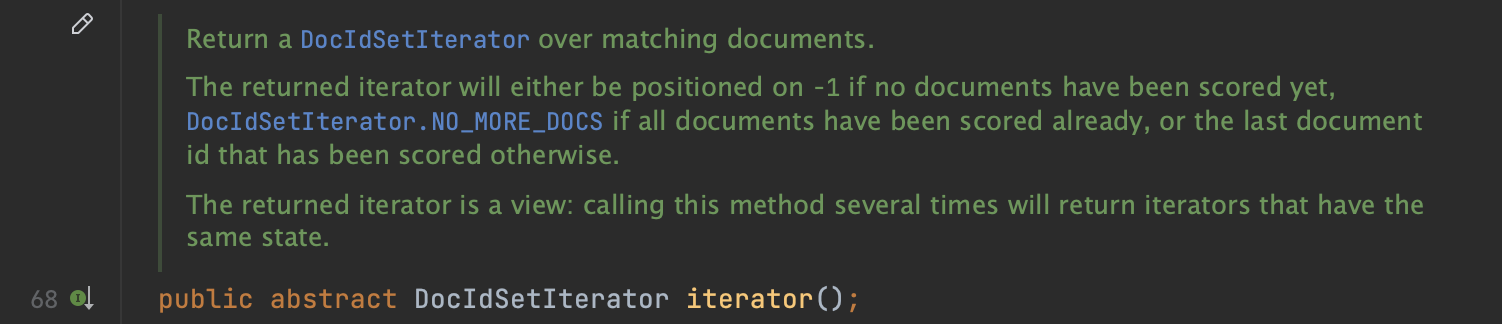 Return a DocIdSetIterator over matching documents.
The returned iterator will either be positioned on -1 if no documents have been scored yet,
DocIdSetIterator.NO_MORE_DOCS if all documents have been scored already, or the last document
id that has been scored otherwise.
The returned iterator is a view: calling this method several times will return iterators that have the
same state.
68 I public abstract DocIdSetIterator iterator();